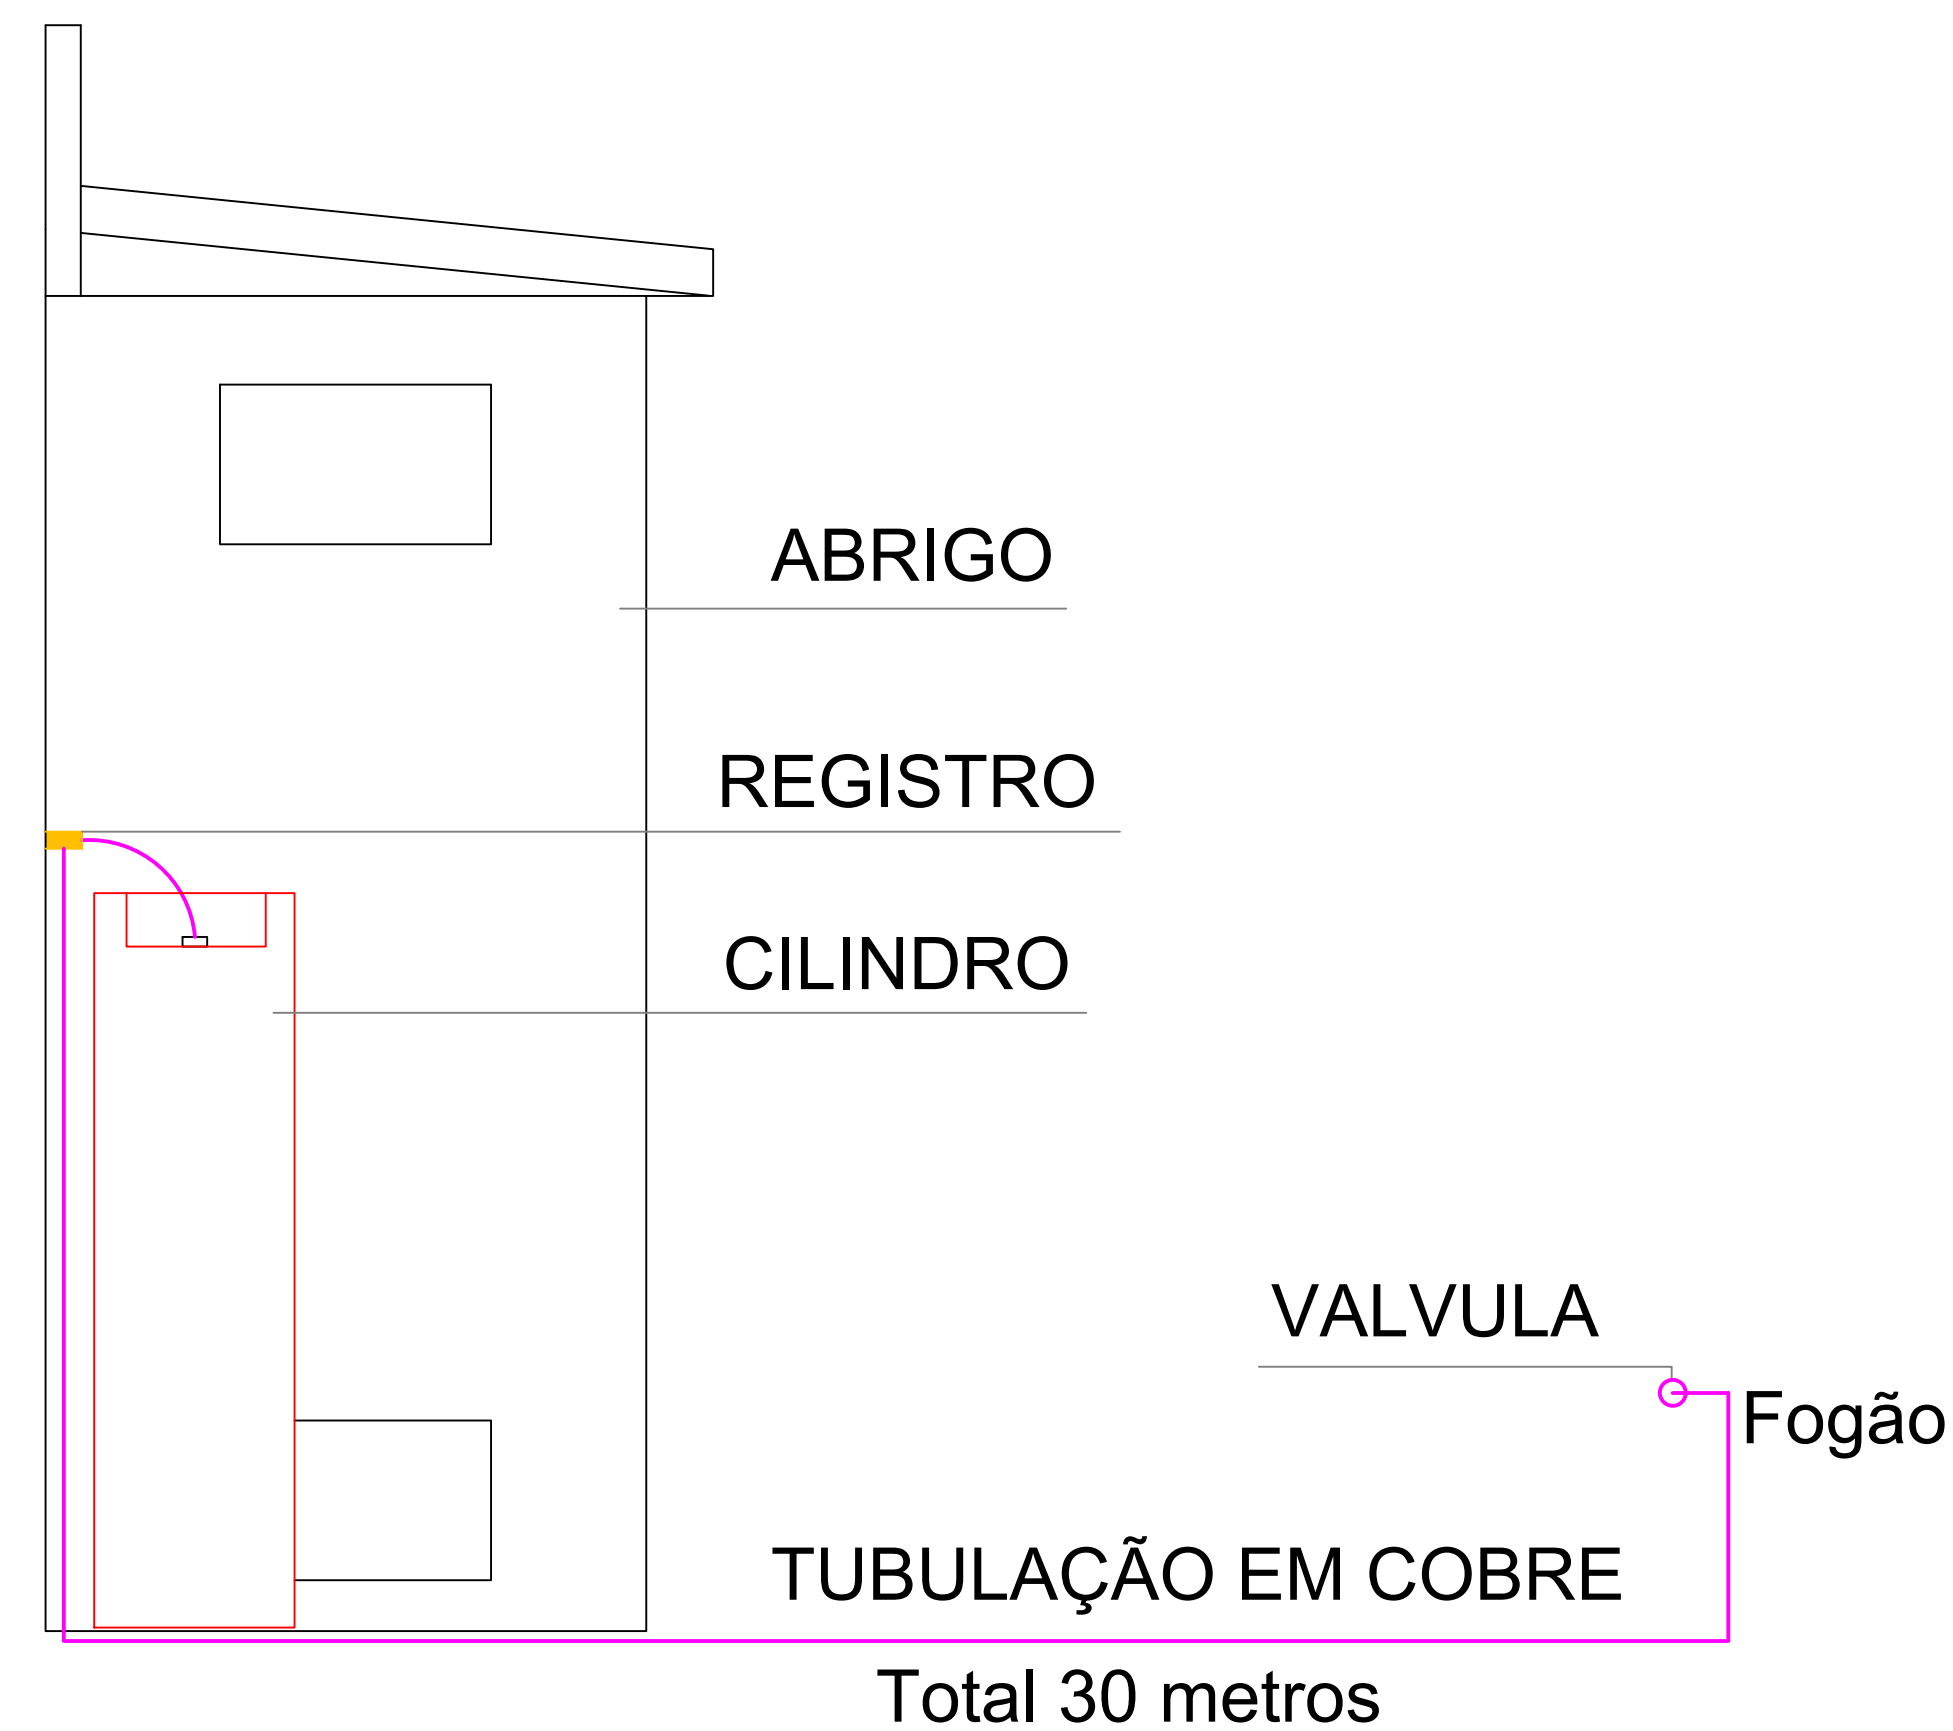 ABRIGO
REGISTRO
CILINDRO
VALVULA
Fogão
TUBULAÇÃO EM COBRE
Total 30 metros